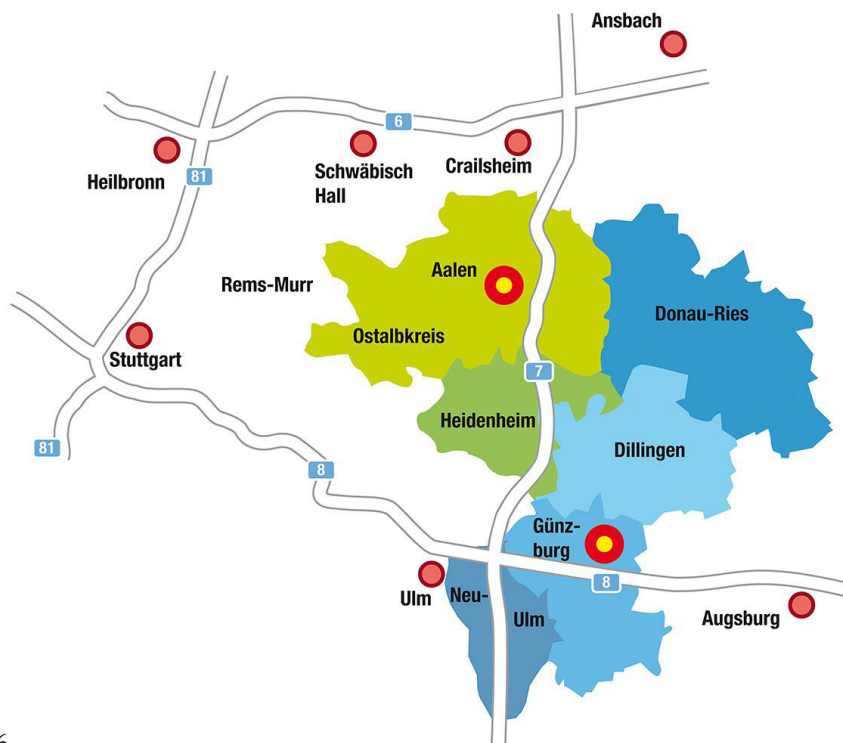 Ansbach
6
Heilbronn
81
Schwäbisch
Hall
Crailsheim
Rems-Murr
Aalen
Donau-Ries
Ostalbkreis
Stuttgart
7
Heidenheim
81
8
Dillingen
Günz-
burg
8
Ulm
Neu-
Ulm
Augsburg